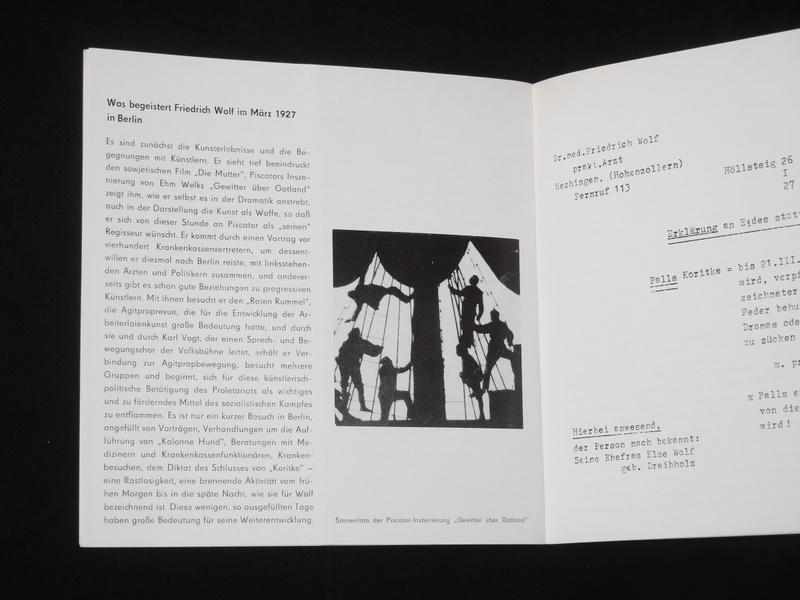 Was begeistert Friedrich Wolf im März 1927
in Berlin
Es sind zunächst die Kunsterlebnisse und die Be-
gegnungen mit Künstlern. Er sieht tief beeindruckt
den sowjetischen Film „Die Mutter", Piscators Insze-
nierung von Ehm Welks „Gewitter über Gotland"
zeigt ihm, wie er selbst es in der Dramatik anstrebt,
auch in der Darstellung die Kunst als Waffe, so daß
er sich von dieser Stunde an Piscator als „seinen"
Regisseur wünscht. Er kommt durch einen Vortrag vor
vierhundert Krankenkassenvertretern, um dessent-
willen er diesmal nach Berlin reiste, mit linksstehen-
den Ärzten und Politikern zusammen, und anderer-
seits gibt es schon gute Beziehungen zu progressiven
Künstlern. Mit ihnen besucht er den „Roten Rummel",
die Agitproprevue, die für die Entwicklung der Ar-
beiterlaienkunst große Bedeutung hatte, und durch
sie und durch Karl Vogt, der einen Sprech- und Be-
wegungschor der Volksbühne leitet, erhält er Ver-
bindung zur Agitpropbewegung, besucht mehrere
Gruppen und beginnt, sich für diese künstlerisch-
politische Betätigung des Proletariats als wichtiges
und zu förderndes Mittel des sozialistischen Kampfes
zu entflammen. Es ist nur ein kurzer Besuch in Berlin,
angefüllt von Vorträgen, Verhandlungen um die Auf-
führung von „Kolonne Hund", Beratungen mit Me-
dizinern und Krankenkassenfunktionären, Kranken-
besuchen, dem Diktat des Schlusses von „Koritke" –
eine Rastlosigkeit, eine brennende Aktivität vom frü-
hen Morgen bis in die späte Nacht, wie sie für Wolf
bezeichnend ist. Diese wenigen, so ausgefüllten Tage
haben große Bedeutung für seine Weiterentwicklung.
Szenenfoto der Piscator-Inszenierung „Gewitter über Gotland"
Dr.med.Friedrich Wolf
prakt.Arzt
Hechingen, (Hohenzollern)
Fernruf 113
Höllsteig 26
I
27
Erklärung an Eides statt
Falls Koritke = bis 21.III.
wird, verpf
zeichneter
Feder behu
Dramas ode
zu zücken
m. pr
x Falls e
von die
wird!
Hierbei anwesend,
der Person nach bekannt:
Seine Ehefrau Else Wolf
geb. Dreibholz